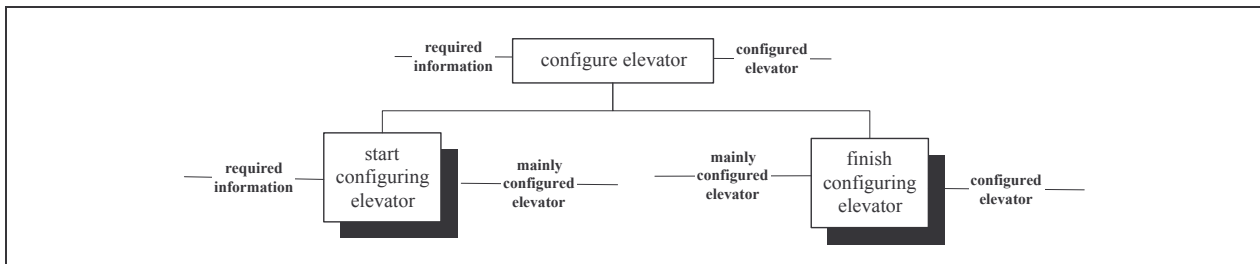 required
information
configure elevator
configured
elevator
required
information
start
configuring
elevator
mainly
configured
elevator
mainly
configured
elevator
finish
configuring
elevator
configured
elevator